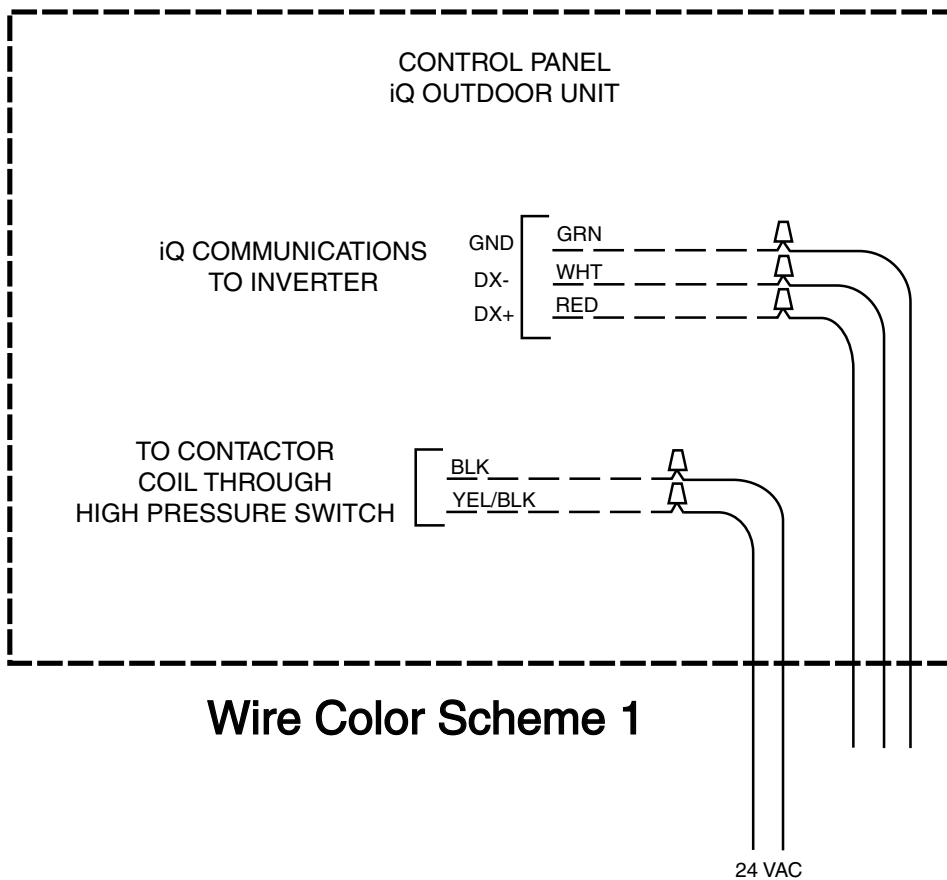 CONTROL PANEL
iQ OUTDOOR UNIT
iQ COMMUNICATIONS
TO INVERTER
GND
GRN
DX-
WHT
DX+
RED
TO CONTACTOR
COIL THROUGH
HIGH PRESSURE SWITCH
BLK
YEL/BLK
Wire Color Scheme 1
24 VAC